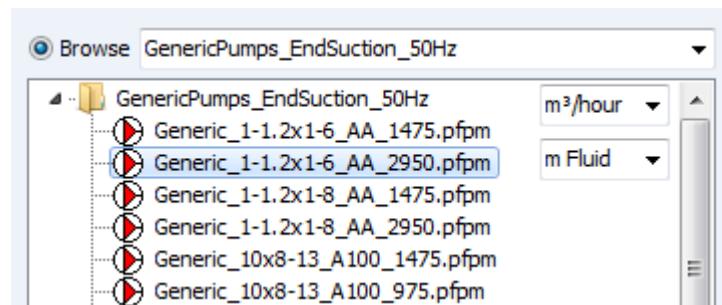 Browse GenericPumps_EndSuction_50Hz
GenericPumps_EndSuction_50Hz m³/hour
Generic_1-1.2x1-6_AA_1475.pfpm
Generic_1-1.2x1-6_AA_2950.pfpm m Fluid
Generic_1-1.2x1-8_AA_1475.pfpm
Generic_1-1.2x1-8_AA_2950.pfpm
Generic_10x8-13_A100_1475.pfpm
Generic_10x8-13_A100_975.pfpm